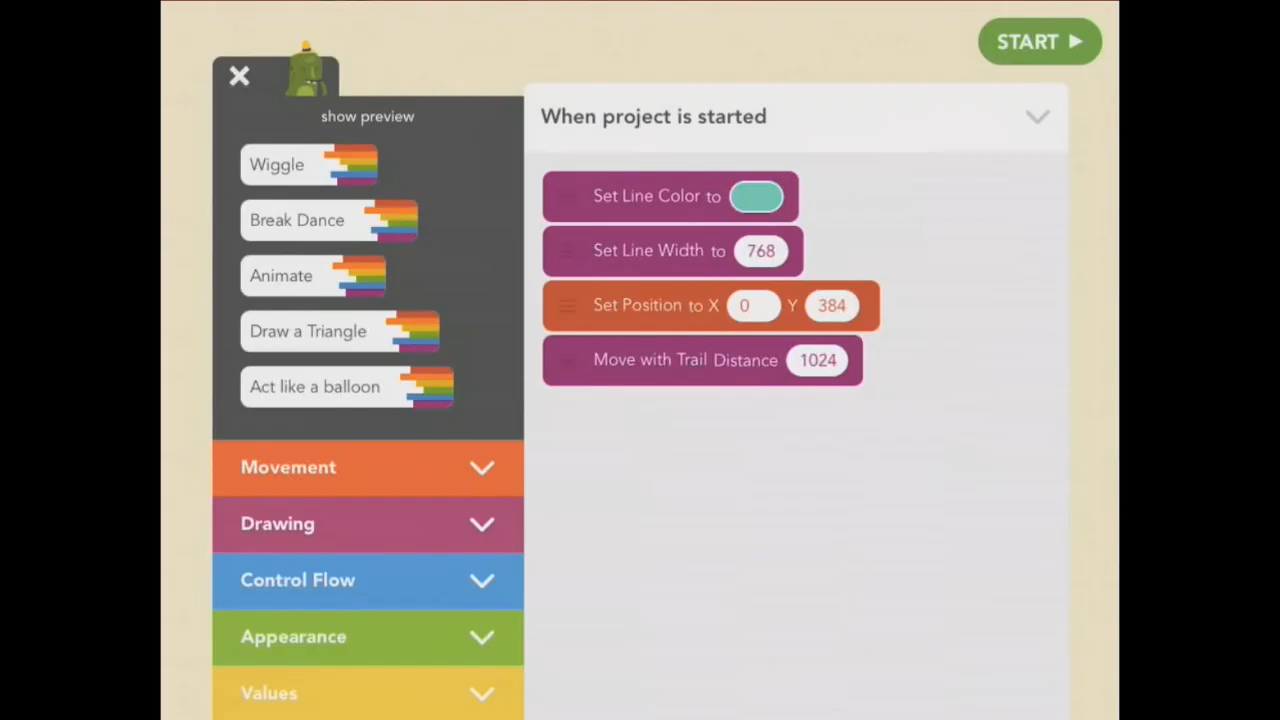 START
show preview
Wiggle
Break Dance
Animate
Draw a Triangle
Act like a balloon
Movement
Drawing
Control Flow
Appearance
Values
When project is started
Set Line Color to
Set Line Width to 768
Set Position to X 0 Y 384
Move with Trail Distance 1024